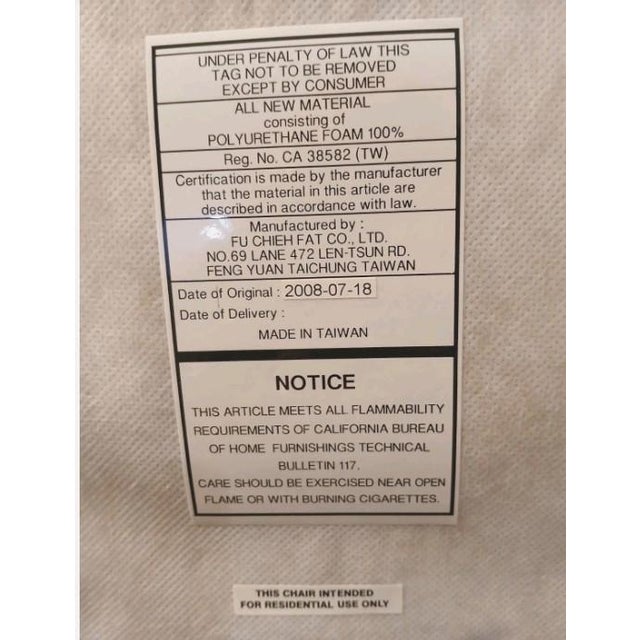 UNDER PENALTY OF LAW THIS
TAG NOT TO BE REMOVED
EXCEPT BY CONSUMER
ALL NEW MATERIAL
consisting of
POLYURETHANE FOAM 100%
Reg. No. CA 38582 (TW)
Certification is made by the manufacturer
that the material in this article are
described in accordance with law.
Manufactured by :
FU CHIEH FAT CO., LTD.
NO.69 LANE 472 LEN-TSUN RD.
FENG YUAN TAICHUNG TAIWAN
Date of Original : 2008-07-18
Date of Delivery :
MADE IN TAIWAN
NOTICE
THIS ARTICLE MEETS ALL FLAMMABILITY
REQUIREMENTS OF CALIFORNIA BUREAU
OF HOME FURNISHINGS TECHNICAL
BULLETIN 117.
CARE SHOULD BE EXERCISED NEAR OPEN
FLAME OR WITH BURNING CIGARETTES.
THIS CHAIR INTENDED
FOR RESIDENTIAL USE ONLY